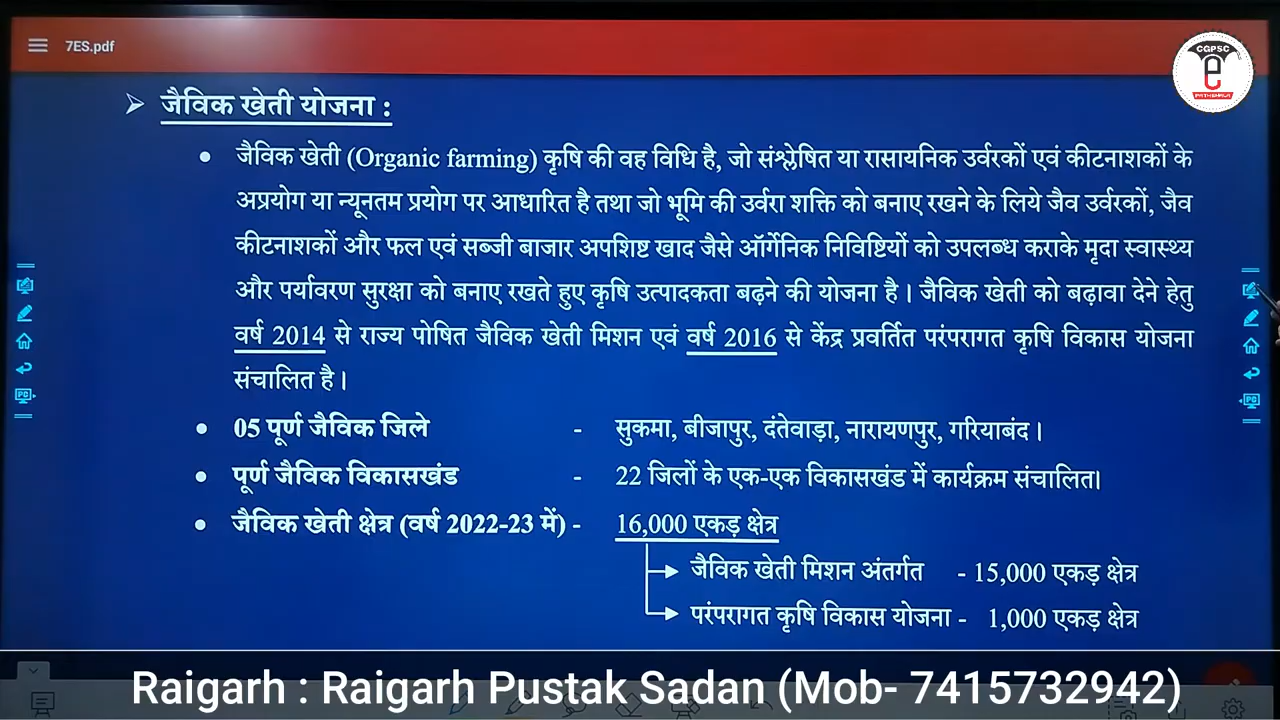 7ES.pdf
CGPSC
जैविक खेती योजना :
जैविक खेती (Organic farming) कृषि की वह विधि है, जो संश्लेषित या रासायनिक उर्वरकों एवं कीटनाशकों के
अप्रयोग या न्यूनतम प्रयोग पर आधारित है तथा जो भूमि की उर्वरा शक्ति को बनाए रखने के लिये जैव उर्वरकों, जैव
कीटनाशकों और फल एवं सब्जी बाजार अपशिष्ट खाद जैसे ऑर्गेनिक निविष्टियों को उपलब्ध कराके मृदा स्वास्थ्य
और पर्यावरण सुरक्षा को बनाए रखते हुए कृषि उत्पादकता बढ़ने की योजना है। जैविक खेती को बढ़ावा देने हेतु
वर्ष 2014 से राज्य पोषित जैविक खेती मिशन एवं वर्ष 2016 से केंद्र प्रवर्तित परंपरागत कृषि विकास योजना
संचालित है।
05 पूर्ण जैविक जिले - सुकमा, बीजापुर, दंतेवाड़ा, नारायणपुर, गरियाबंद।
पूर्ण जैविक विकासखंड - 22 जिलों के एक-एक विकासखंड में कार्यक्रम संचालित।
जैविक खेती क्षेत्र (वर्ष 2022-23 में) - 16,000 एकड़ क्षेत्र
जैविक खेती मिशन अंतर्गत - 15,000 एकड़ क्षेत्र
परंपरागत कृषि विकास योजना - 1,000 एकड़ क्षेत्र
PC
PC
Raigarh : Raigarh Pustak Sadan (Mob- 7415732942)